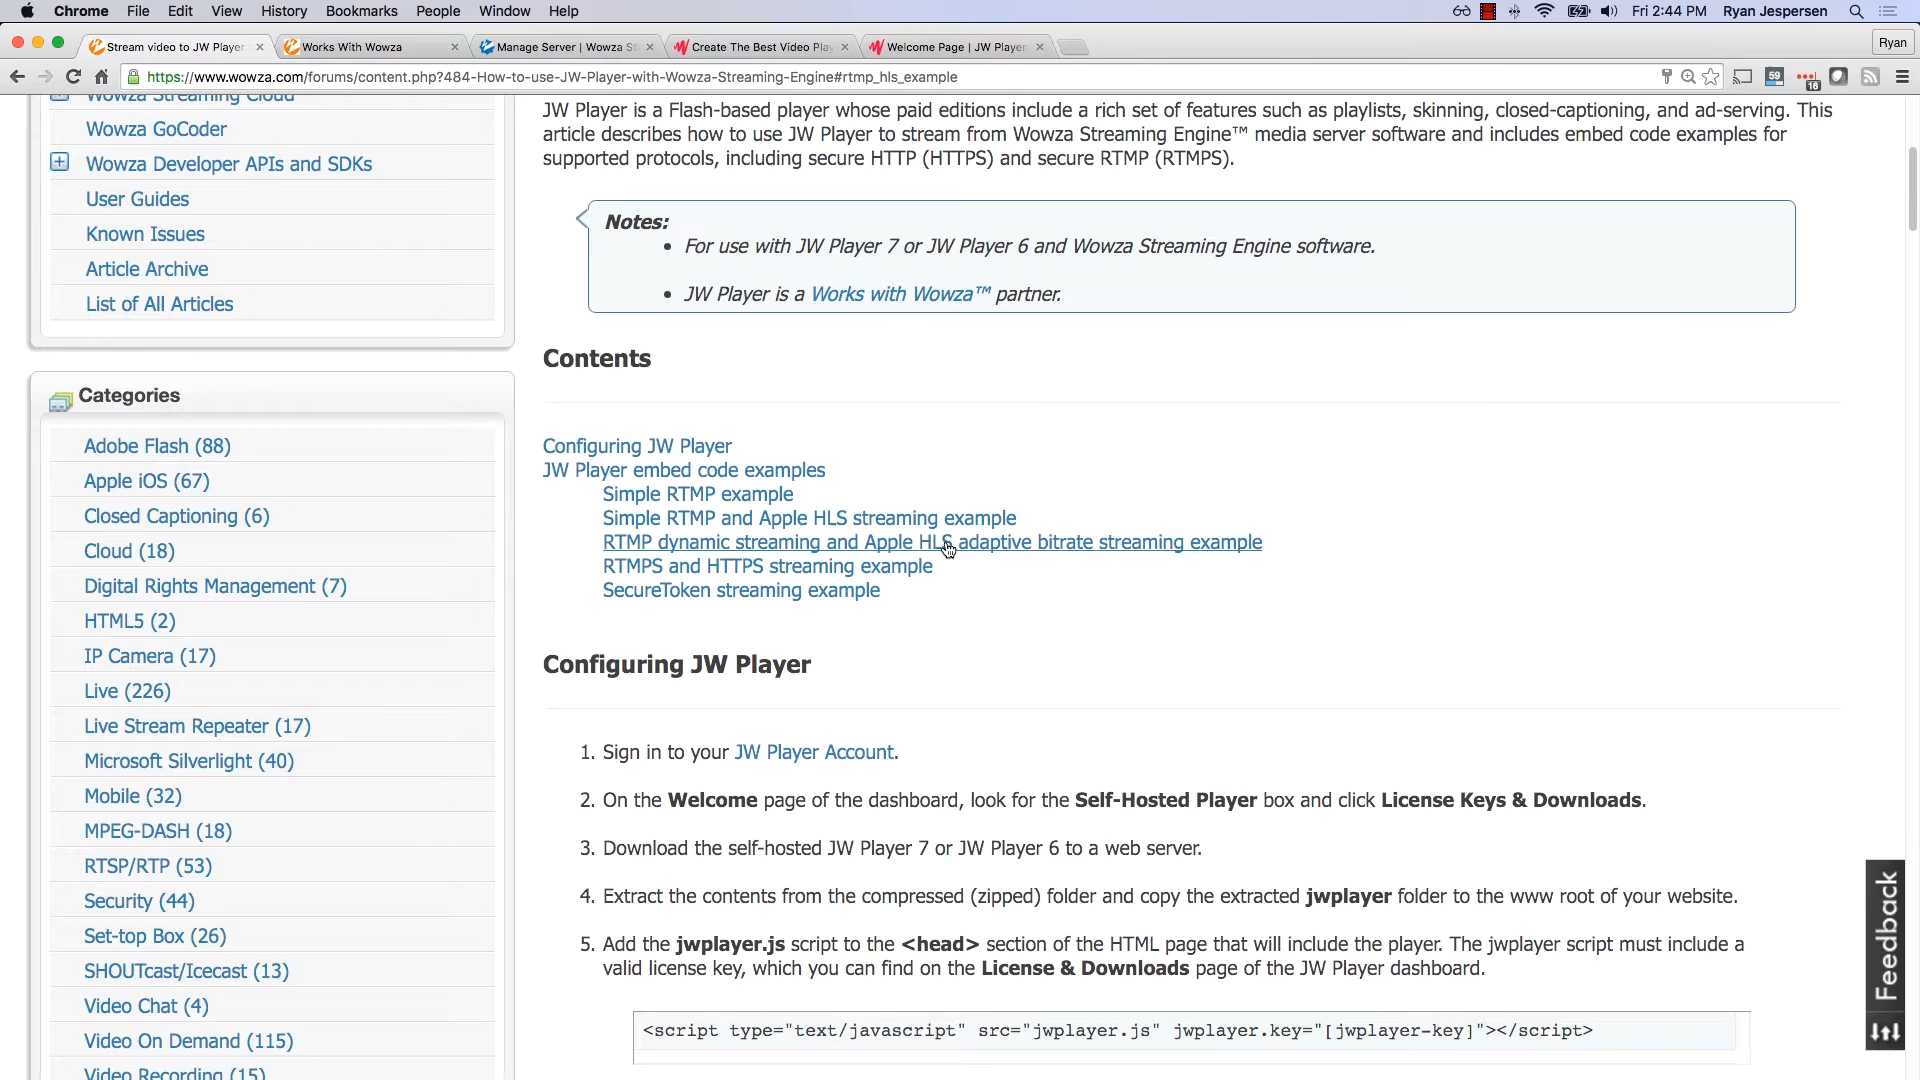 Chrome File Edit View History Bookmarks People Window Help Fri 2:44 PM Ryan Jespersen
Stream video to JW Player Works With Wowza Manage Server | Wowza St Create The Best Video Play Welcome Page | JW Player Ryan
https://www.wowza.com/forums/content.php?484-How-to-use-JW-Player-with-Wowza-Streaming-Engine#rtmp_hls_example 59 16
Wowza Streaming Cloud
Wowza GoCoder
Wowza Developer APIs and SDKs
User Guides
Known Issues
Article Archive
List of All Articles
Categories
Adobe Flash (88)
Apple iOS (67)
Closed Captioning (6)
Cloud (18)
Digital Rights Management (7)
HTML5 (2)
IP Camera (17)
Live (226)
Live Stream Repeater (17)
Microsoft Silverlight (40)
Mobile (32)
MPEG-DASH (18)
RTSP/RTP (53)
Security (44)
Set-top Box (26)
SHOUTcast/Icecast (13)
Video Chat (4)
Video On Demand (115)
Video Recording (15)
JW Player is a Flash-based player whose paid editions include a rich set of features such as playlists, skinning, closed-captioning, and ad-serving. This
article describes how to use JW Player to stream from Wowza Streaming Engine™ media server software and includes embed code examples for
supported protocols, including secure HTTP (HTTPS) and secure RTMP (RTMPS).
Notes:
• For use with JW Player 7 or JW Player 6 and Wowza Streaming Engine software.
• JW Player is a Works with Wowza™ partner.
Contents
Configuring JW Player
JW Player embed code examples
Simple RTMP example
Simple RTMP and Apple HLS streaming example
RTMP dynamic streaming and Apple HLS adaptive bitrate streaming example
RTMPS and HTTPS streaming example
SecureToken streaming example
Configuring JW Player
1. Sign in to your JW Player Account.
2. On the Welcome page of the dashboard, look for the Self-Hosted Player box and click License Keys & Downloads.
3. Download the self-hosted JW Player 7 or JW Player 6 to a web server.
4. Extract the contents from the compressed (zipped) folder and copy the extracted jwplayer folder to the www root of your website.
5. Add the jwplayer.js script to the <head> section of the HTML page that will include the player. The jwplayer script must include a
valid license key, which you can find on the License & Downloads page of the JW Player dashboard.
<script type="text/javascript" src="jwplayer.js" jwplayer.key="[jwplayer-key]"></script>
Feedback